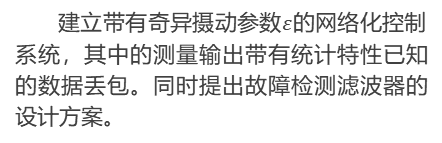 建立带有奇异摄动参数ε的网络化控制
系统，其中的测量输出带有统计特性已知
的数据丢包。同时提出故障检测滤波器的
设计方案。